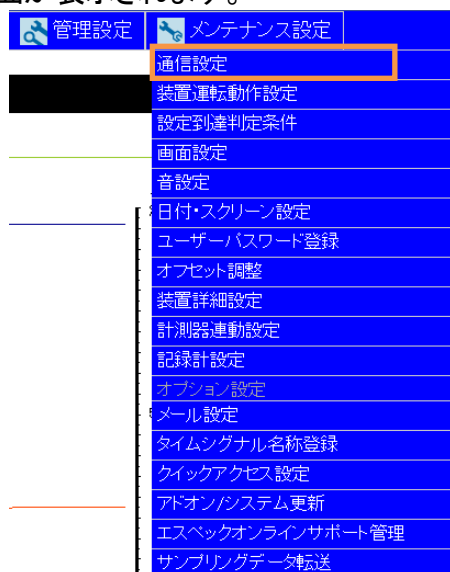 面が表示されます。
管理設定
メンテナンス設定
通信設定
装置運転動作設定
設定到達判定条件
画面設定
音設定
日付・スクリーン設定
ユーザーパスワード登録
オフセット調整
装置詳細設定
計測器連動設定
記録計設定
オプション設定
メール設定
タイムシグナル名称登録
クイックアクセス設定
アドオン/システム更新
エスペックオンラインサポート管理
サンプリングデータ転送